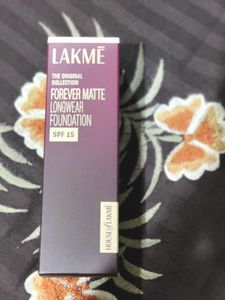 LAKMĒ
THE ORIGINAL
COLLECTION
FOREVER MATTE
LONGWEAR
FOUNDATION
SPF 15
HOUSE of LAKMĒ